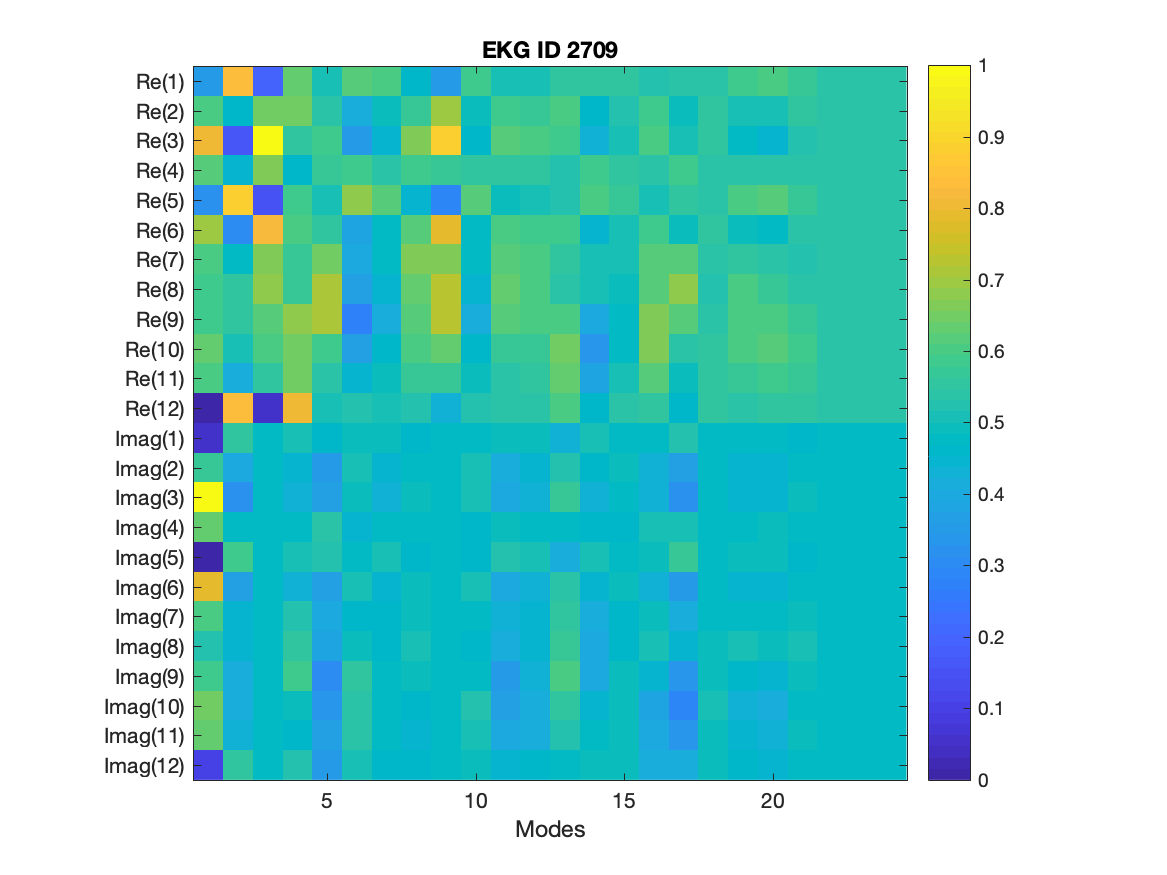 EKG ID 2709
Re(1)
Re(2)
Re(3)
Re(4)
Re(5)
Re(6)
Re(7)
Re(8)
Re(9)
Re(10)
Re(11)
Re(12)
Imag(1)
Imag(2)
Imag(3)
Imag(4)
Imag(5)
Imag(6)
Imag(7)
Imag(8)
Imag(9)
Imag(10)
Imag(11)
Imag(12)
5 10 15 20
Modes
1
0.9
0.8
0.7
0.6
0.5
0.4
0.3
0.2
0.1
0